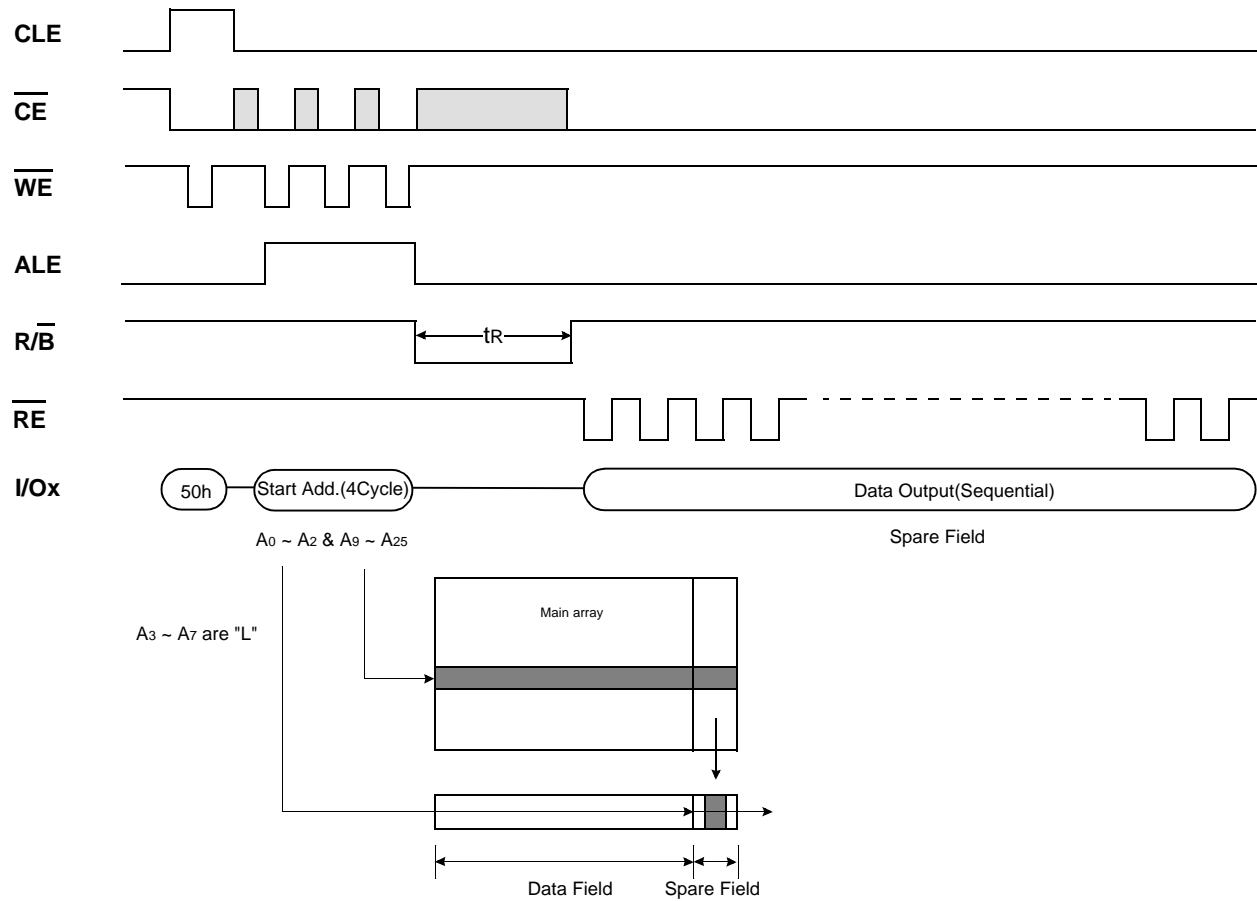 CLE
CE
WE
ALE
R/B
tR
RE
I/Ox
50h
Start Add.(4Cycle)
Data Output(Sequential)
A0 ~ A2 & A9 ~ A25
Spare Field
Main array
A3 ~ A7 are "L"
Data Field
Spare Field